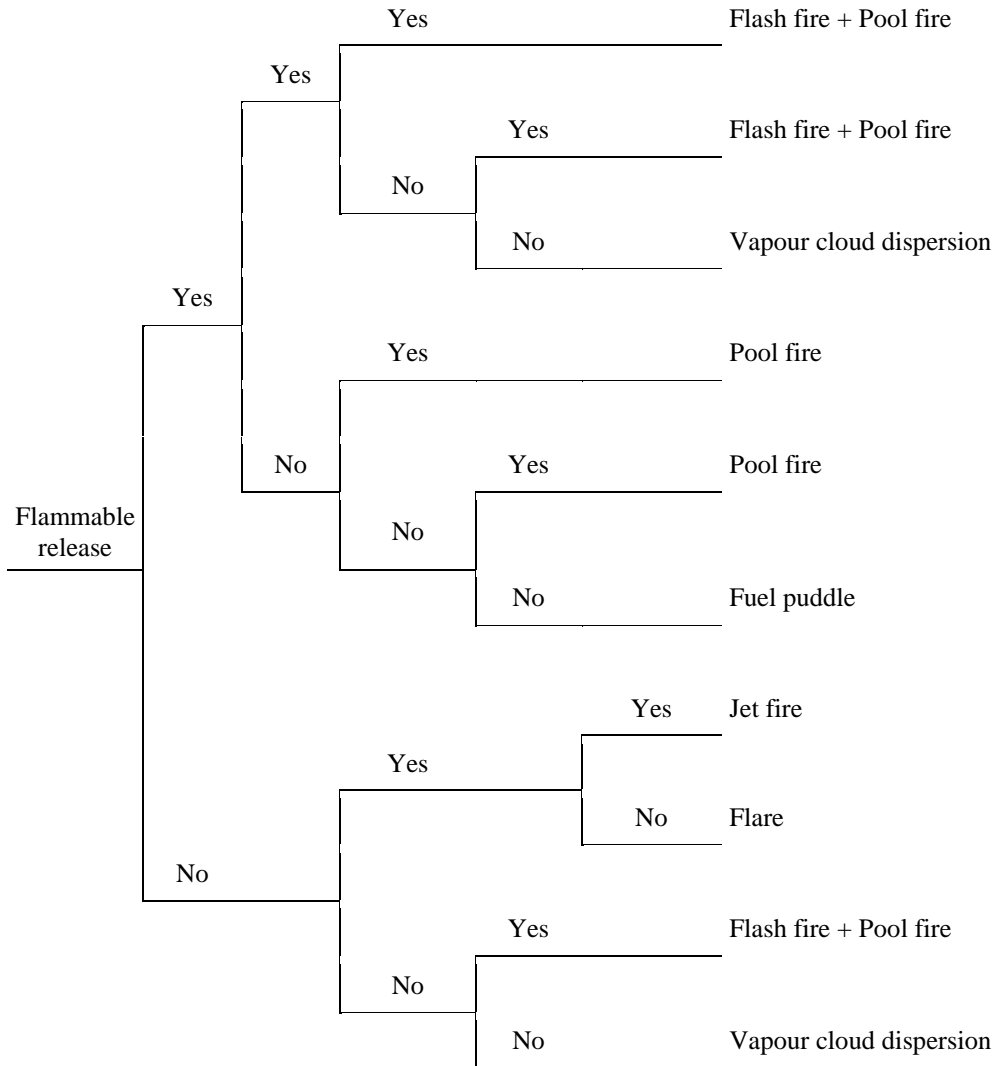 Yes
Flash fire + Pool fire
Yes
Yes
Flash fire + Pool fire
No
No
Vapour cloud dispersion
Yes
Yes
Pool fire
No
Yes
Pool fire
Flammable
release
No
No
Fuel puddle
Yes
Jet fire
Yes
No
Flare
No
Yes
Flash fire + Pool fire
No
No
Vapour cloud dispersion